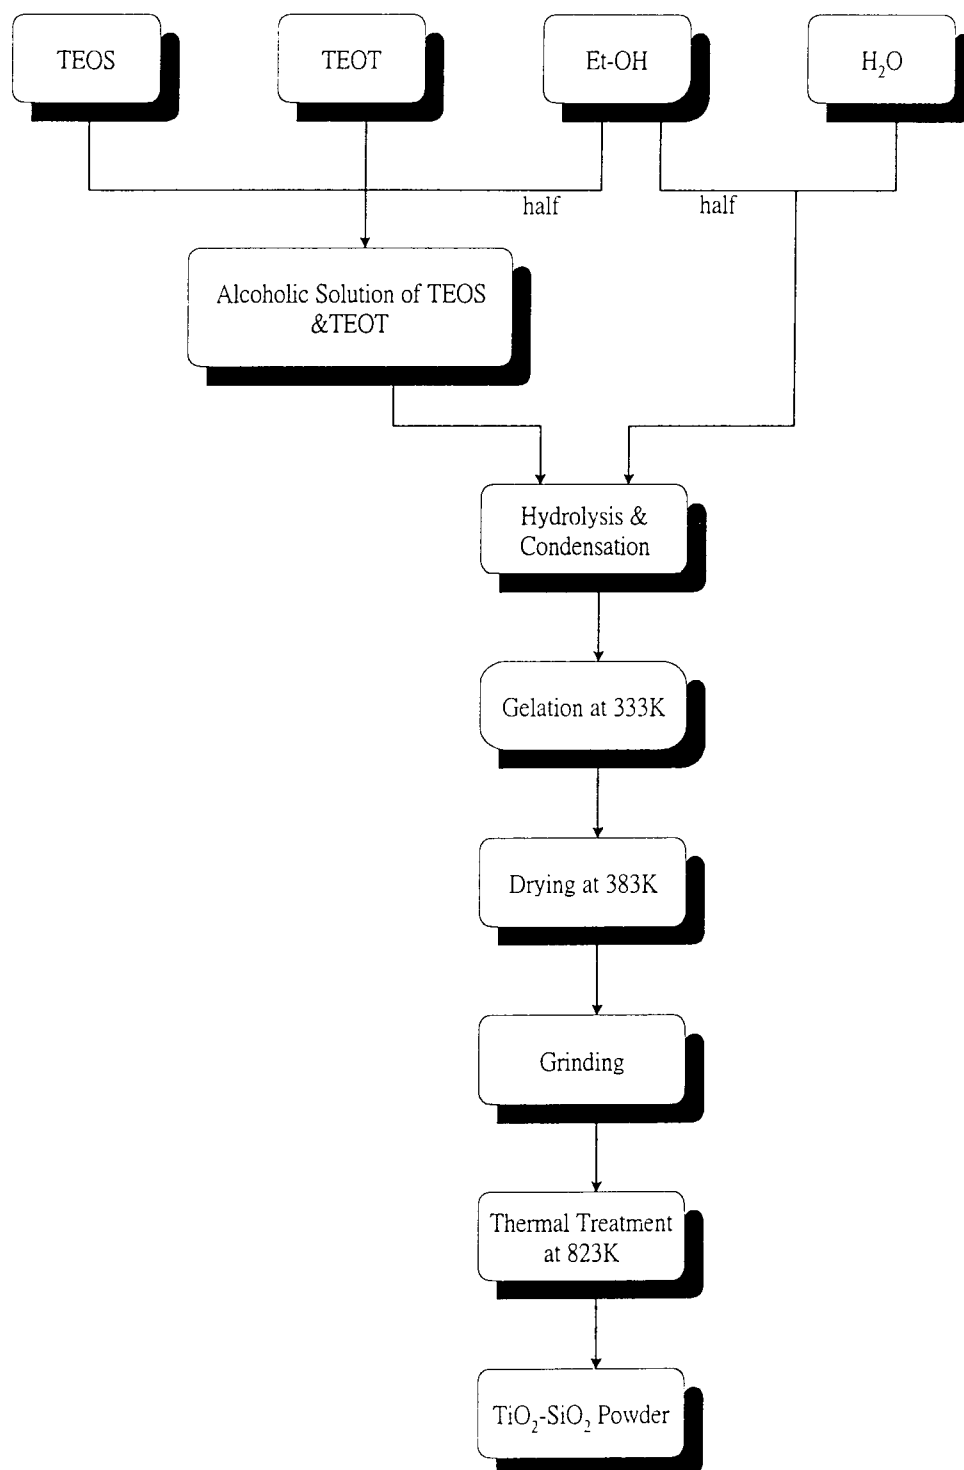 TEOS
TEOT
Et-OH
H₂O
half
half
Alcoholic Solution of TEOS
&TEOT
Hydrolysis &
Condensation
Gelation at 333K
Drying at 383K
Grinding
Thermal Treatment
at 823K
TiO₂-SiO₂ Powder